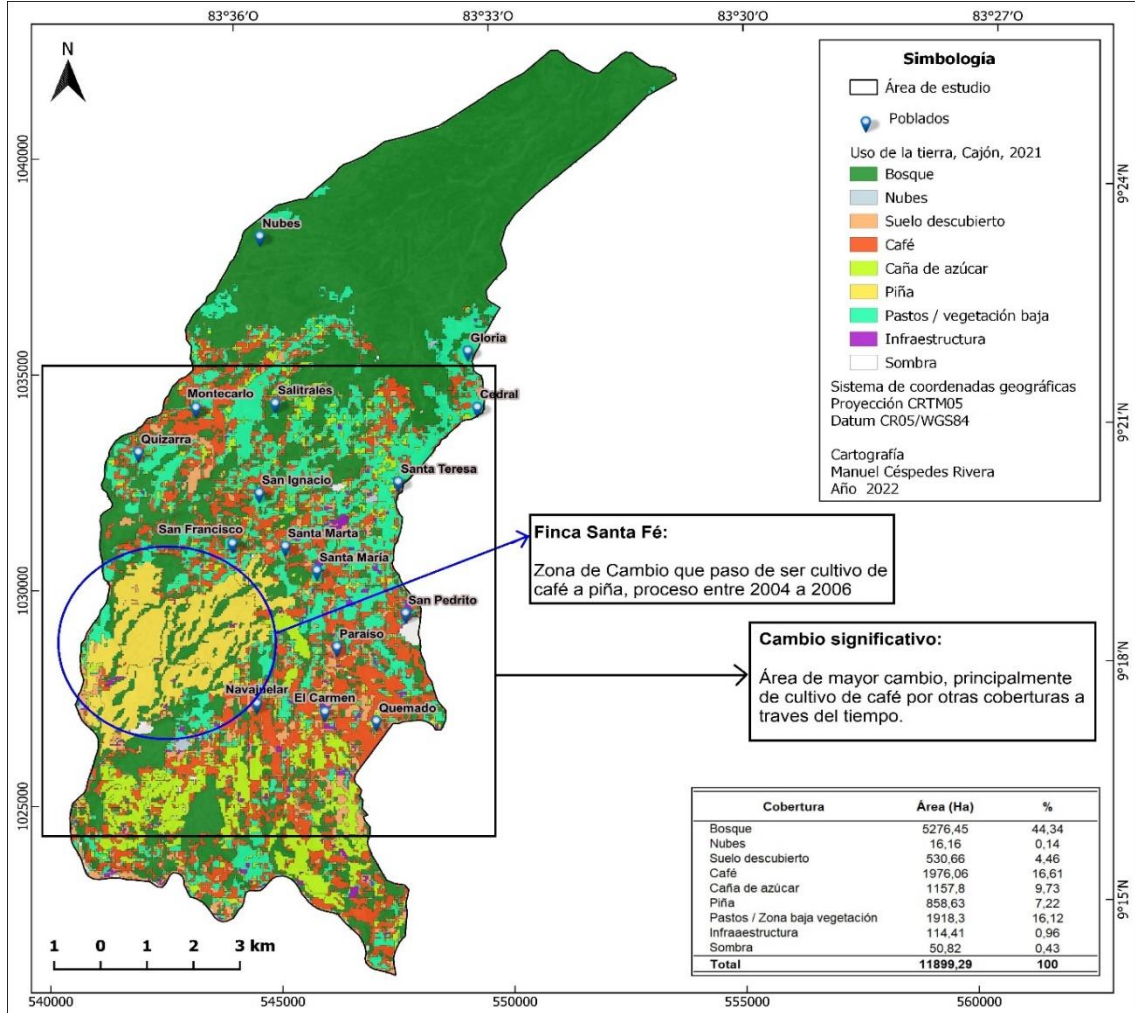 83°36'O
83°33'O
83°30'O
83°27'O
N
1040000
1035000
1030000
1025000
9°24'N
9°21'N
9°18'N
9°15'N
Simbología
Área de estudio
Poblados
Uso de la tierra, Cajón, 2021
Bosque
Nubes
Suelo descubierto
Café
Caña de azúcar
Piña
Pastos / vegetación baja
Infraestructura
Sombra
Sistema de coordenadas geográficas
Proyección CRTM05
Datum CR05/WGS84
Cartografía
Manuel Céspedes Rivera
Año 2022
Nubes
Gloria
Montecarlo
Salitrales
Cedral
Quizarra
Santa Teresa
San Ignacio
San Francisco
Santa Marta
Santa María
San Pedrito
Paraíso
Navajuelar
El Carmen
Quemado
Finca Santa Fé:
Zona de Cambio que paso de ser cultivo de
café a piña, proceso entre 2004 a 2006
Cambio significativo:
Área de mayor cambio, principalmente
de cultivo de café por otras coberturas a
traves del tiempo.
Cobertura Área (Ha) %
Bosque 5276,45 44,34
Nubes 16,16 0,14
Suelo descubierto 530,66 4,46
Café 1976,06 16,61
Caña de azúcar 1157,8 9,73
Piña 858,63 7,22
Pastos / Zona baja vegetación 1918,3 16,12
Infraaestructura 114,41 0,96
Sombra 50,82 0,43
Total 11899,29 100
1 0 1 2 3 km
540000
545000
550000
555000
560000